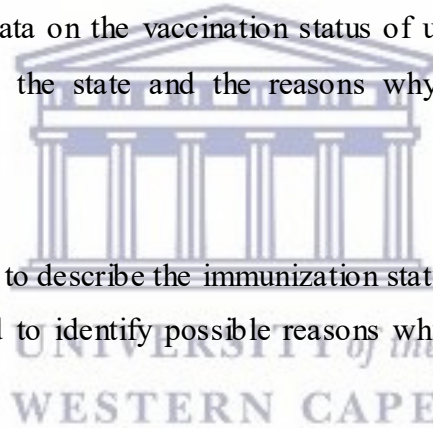 ata on the vaccination status of u
the state and the reasons why
to describe the immunization stat
to identify possible reasons wh
UNIVERSITY of the
WESTERN CAPE